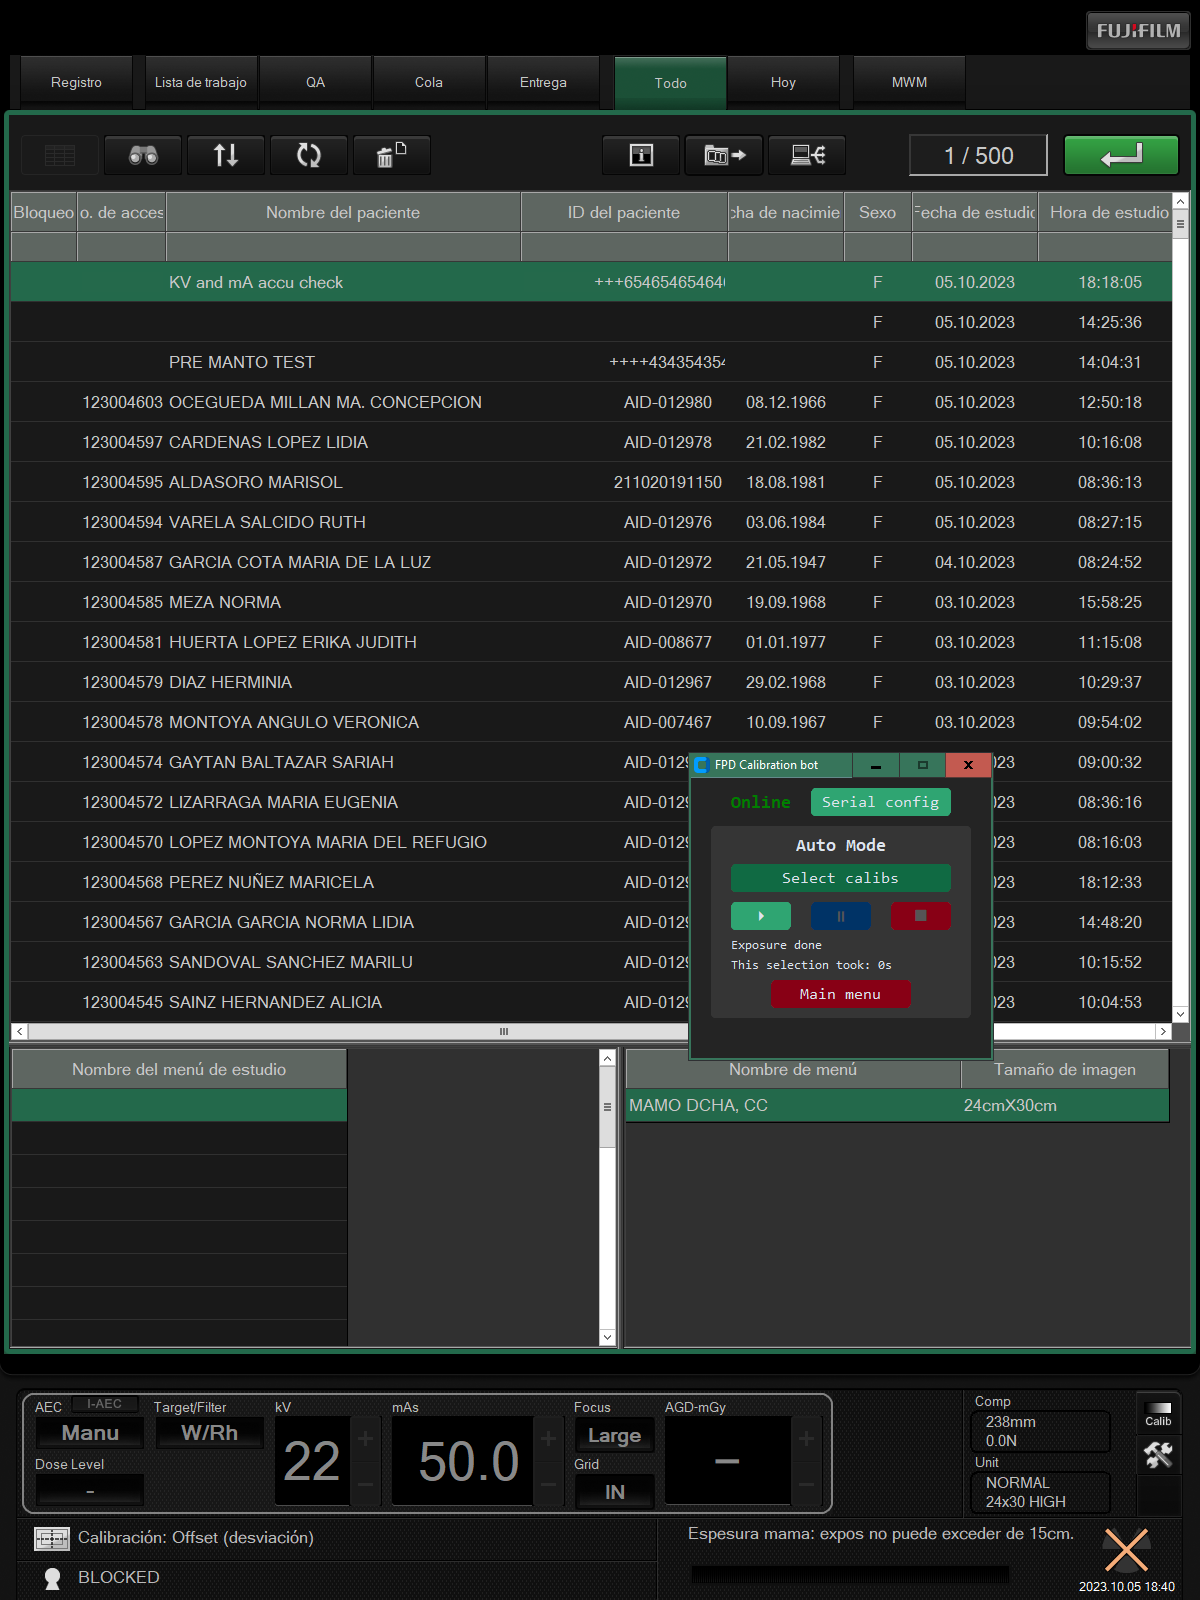 FUJIFILM
Registro Lista de trabajo QA Cola Entrega Todo Hoy MWM
1 / 500
Bloqueo o. de acces Nombre del paciente ID del paciente cha de nacimie Sexo Fecha de estudio Hora de estudio
KV and mA accu check +++65465465464 F 05.10.2023 18:18:05
F 05.10.2023 14:25:36
PRE MANTO TEST ++++434354354 F 05.10.2023 14:04:31
123004603 OCEGUEDA MILLAN MA. CONCEPCION AID-012980 08.12.1966 F 05.10.2023 12:50:18
123004597 CARDENAS LOPEZ LIDIA AID-012978 21.02.1982 F 05.10.2023 10:16:08
123004595 ALDASORO MARISOL 211020191150 18.08.1981 F 05.10.2023 08:36:13
123004594 VARELA SALCIDO RUTH AID-012976 03.06.1984 F 05.10.2023 08:27:15
123004587 GARCIA COTA MARIA DE LA LUZ AID-012972 21.05.1947 F 04.10.2023 08:24:52
123004585 MEZA NORMA AID-012970 19.09.1968 F 03.10.2023 15:58:25
123004581 HUERTA LOPEZ ERIKA JUDITH AID-008677 01.01.1977 F 03.10.2023 11:15:08
123004579 DIAZ HERMINIA AID-012967 29.02.1968 F 03.10.2023 10:29:37
123004578 MONTOYA ANGULO VERONICA AID-007467 10.09.1967 F 03.10.2023 09:54:02
123004574 GAYTAN BALTAZAR SARIAH AID-012 023 09:00:32
123004572 LIZARRAGA MARIA EUGENIA AID-012 023 08:36:16
123004570 LOPEZ MONTOYA MARIA DEL REFUGIO AID-012 023 08:16:03
123004568 PEREZ NUÑEZ MARICELA AID-012 023 18:12:33
123004567 GARCIA GARCIA NORMA LIDIA AID-012 023 14:48:20
123004563 SANDOVAL SANCHEZ MARILU AID-012 023 10:15:52
123004545 SAINZ HERNANDEZ ALICIA AID-012 023 10:04:53
FPD Calibration bot
Online Serial config
Auto Mode
Select calibs
Exposure done
This selection took: 0s
Main menu
Nombre del menú de estudio
Nombre de menú Tamaño de imagen
MAMO DCHA, CC 24cmX30cm
AEC I-AEC Target/Filter kV mAs Focus AGD-mGy
Manu W/Rh 22 50.0 Large –
Dose Level Grid
- IN
Comp
238mm
0.0N
Unit
NORMAL
24x30 HIGH
Calib
Calibración: Offset (desviación)
BLOCKED
Espesura mama: expos no puede exceder de 15cm.
2023.10.05 18:40